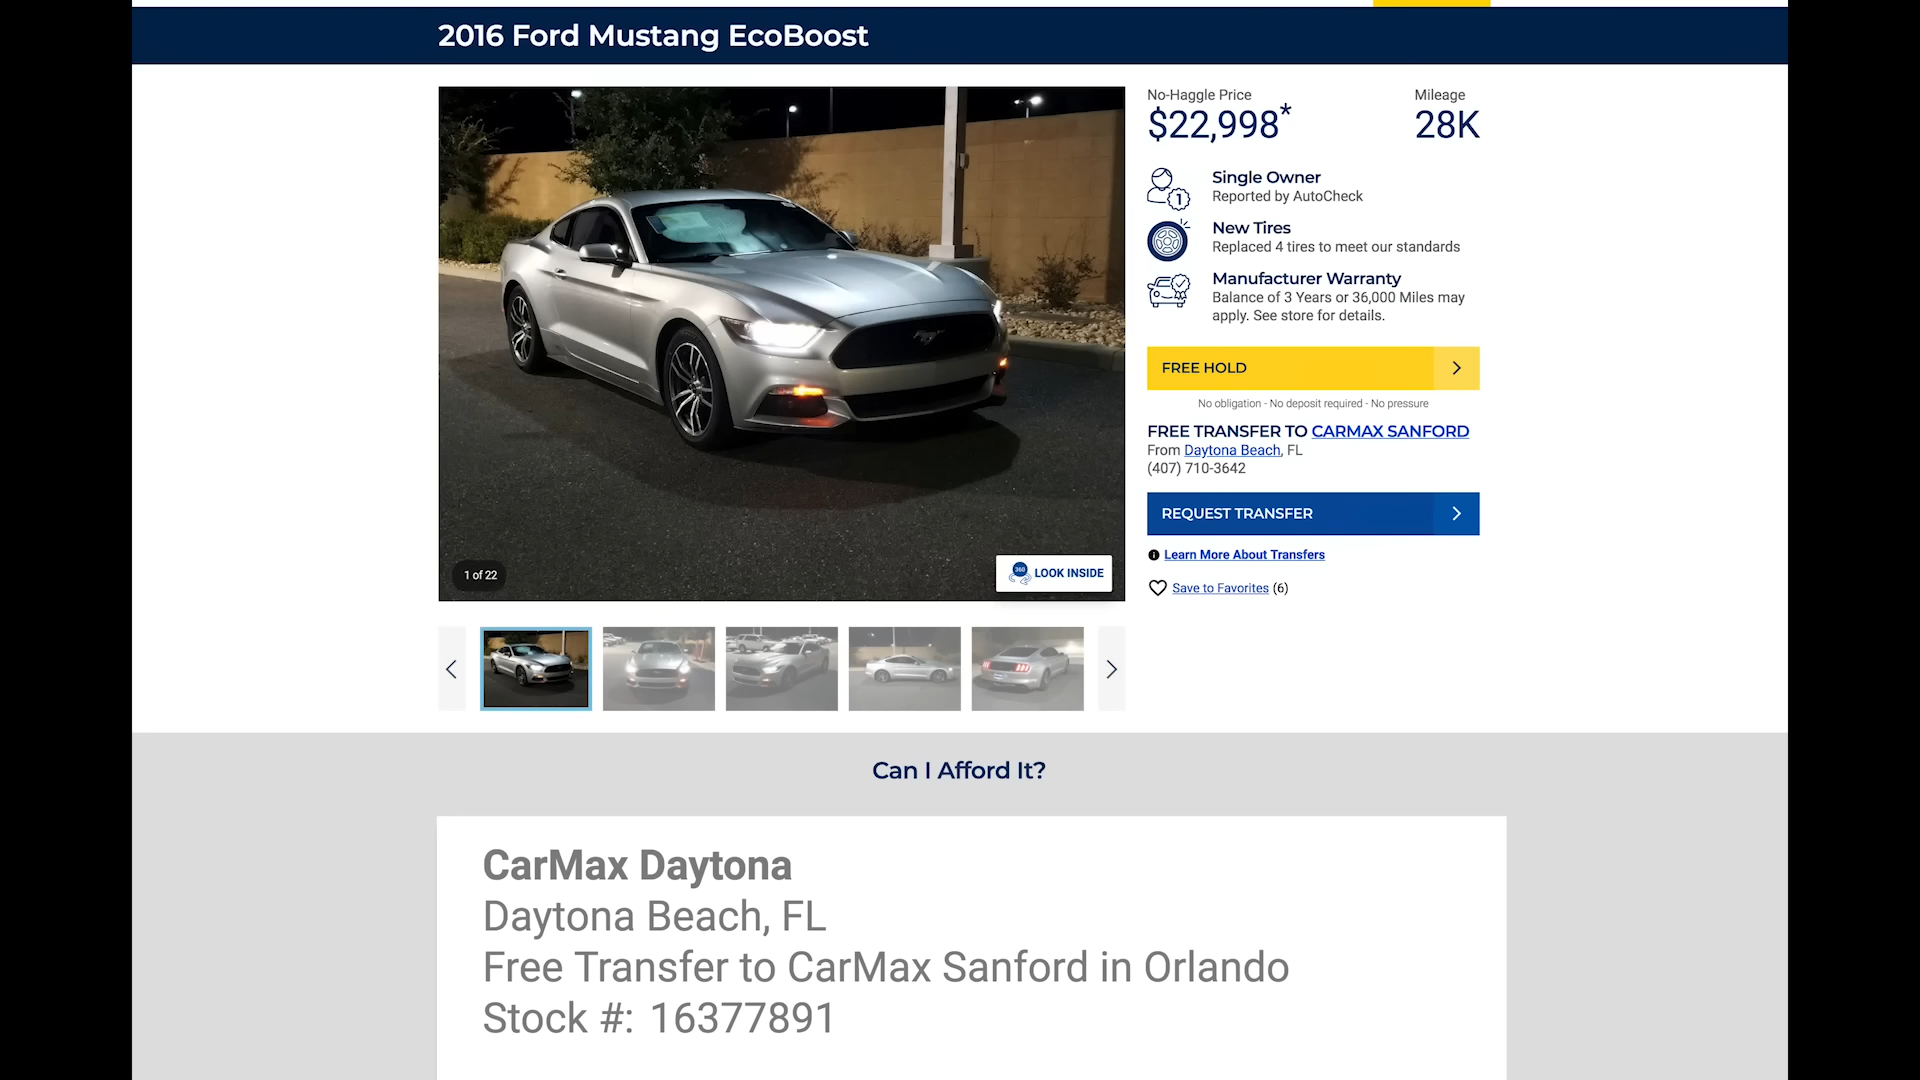 2016 Ford Mustang EcoBoost
No-Haggle Price
$22,998*
Mileage
28K
Single Owner
Reported by AutoCheck
New Tires
Replaced 4 tires to meet our standards
Manufacturer Warranty
Balance of 3 Years or 36,000 Miles may
apply. See store for details.
FREE HOLD
No obligation - No deposit required - No pressure
FREE TRANSFER TO CARMAX SANFORD
From Daytona Beach, FL
(407) 710-3642
REQUEST TRANSFER
Learn More About Transfers
Save to Favorites (6)
1 of 22
360
LOOK INSIDE
Can I Afford It?
CarMax Daytona
Daytona Beach, FL
Free Transfer to CarMax Sanford in Orlando
Stock #: 16377891